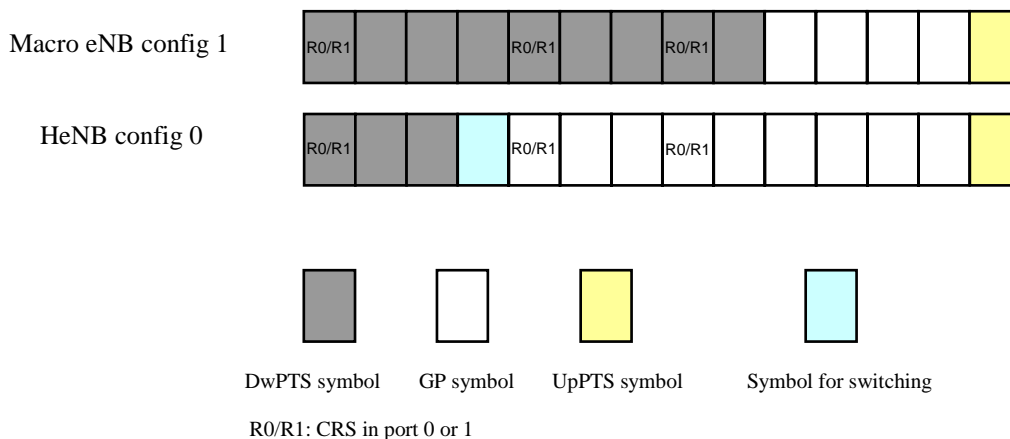 Macro eNB config 1
R0/R1 R0/R1 R0/R1
HeNB config 0
R0/R1 R0/R1 R0/R1
DwPTS symbol GP symbol UpPTS symbol Symbol for switching
R0/R1: CRS in port 0 or 1